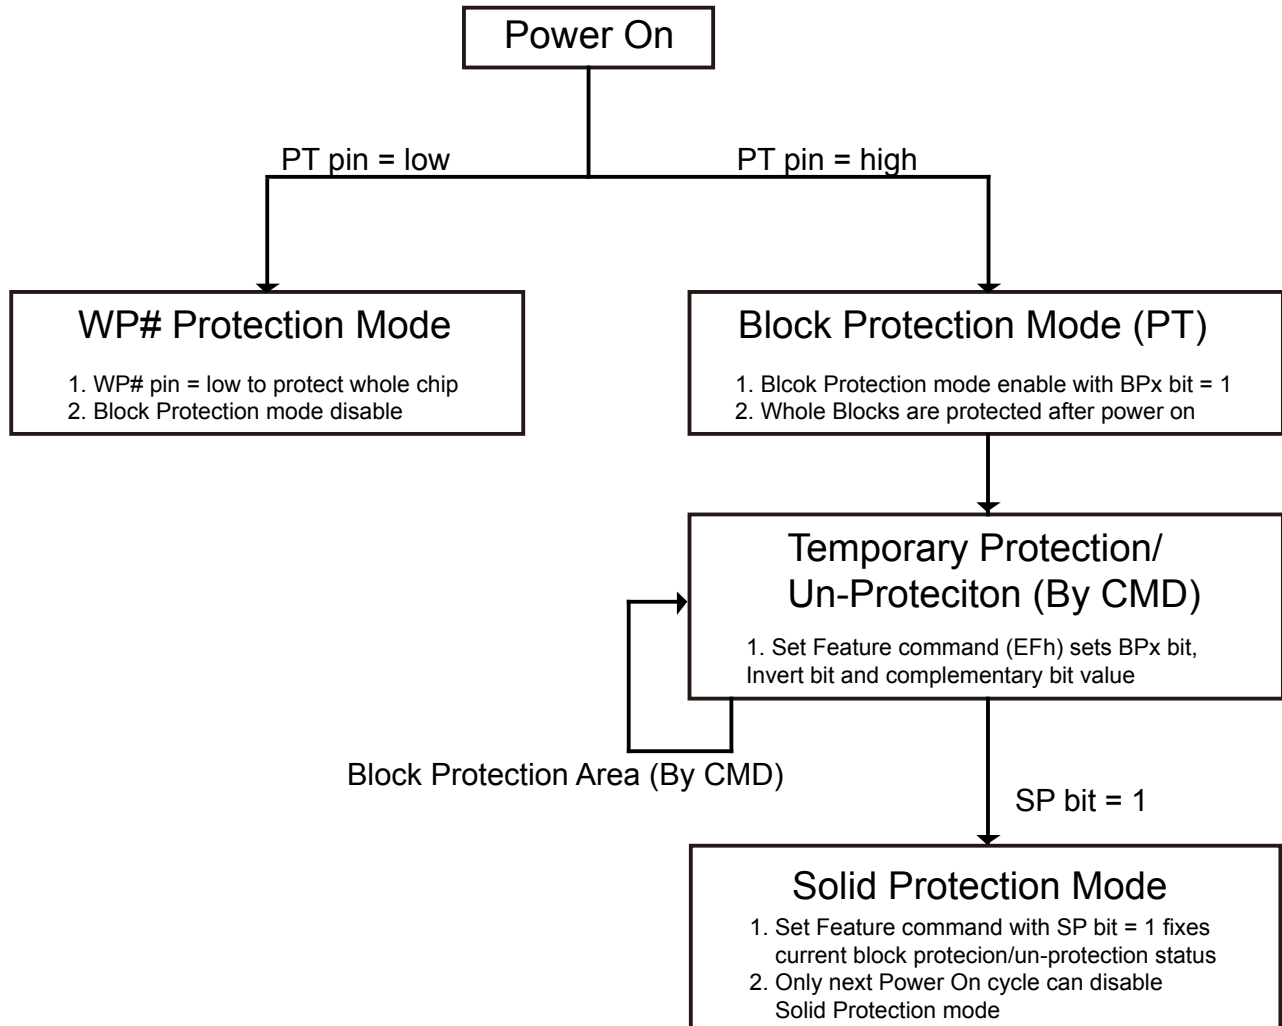 Power On
PT pin = low
PT pin = high
WP# Protection Mode
1. WP# pin = low to protect whole chip
2. Block Protection mode disable
Block Protection Mode (PT)
1. Blcok Protection mode enable with BPx bit = 1
2. Whole Blocks are protected after power on
Temporary Protection/
Un-Proteciton (By CMD)
1. Set Feature command (EFh) sets BPx bit,
Invert bit and complementary bit value
Block Protection Area (By CMD)
SP bit = 1
Solid Protection Mode
1. Set Feature command with SP bit = 1 fixes
current block protecion/un-protection status
2. Only next Power On cycle can disable
Solid Protection mode